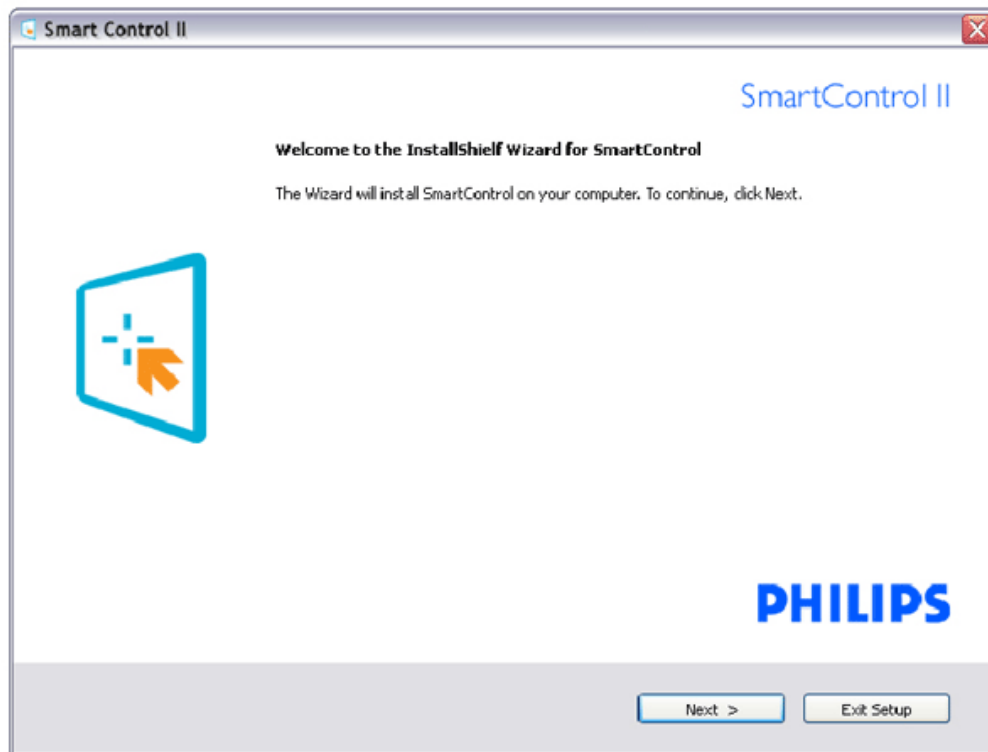 Smart Control II
SmartControl II
Welcome to the InstallShield Wizard for SmartControl
The Wizard will install SmartControl on your computer. To continue, click Next.
PHILIPS
Next >
Exit Setup